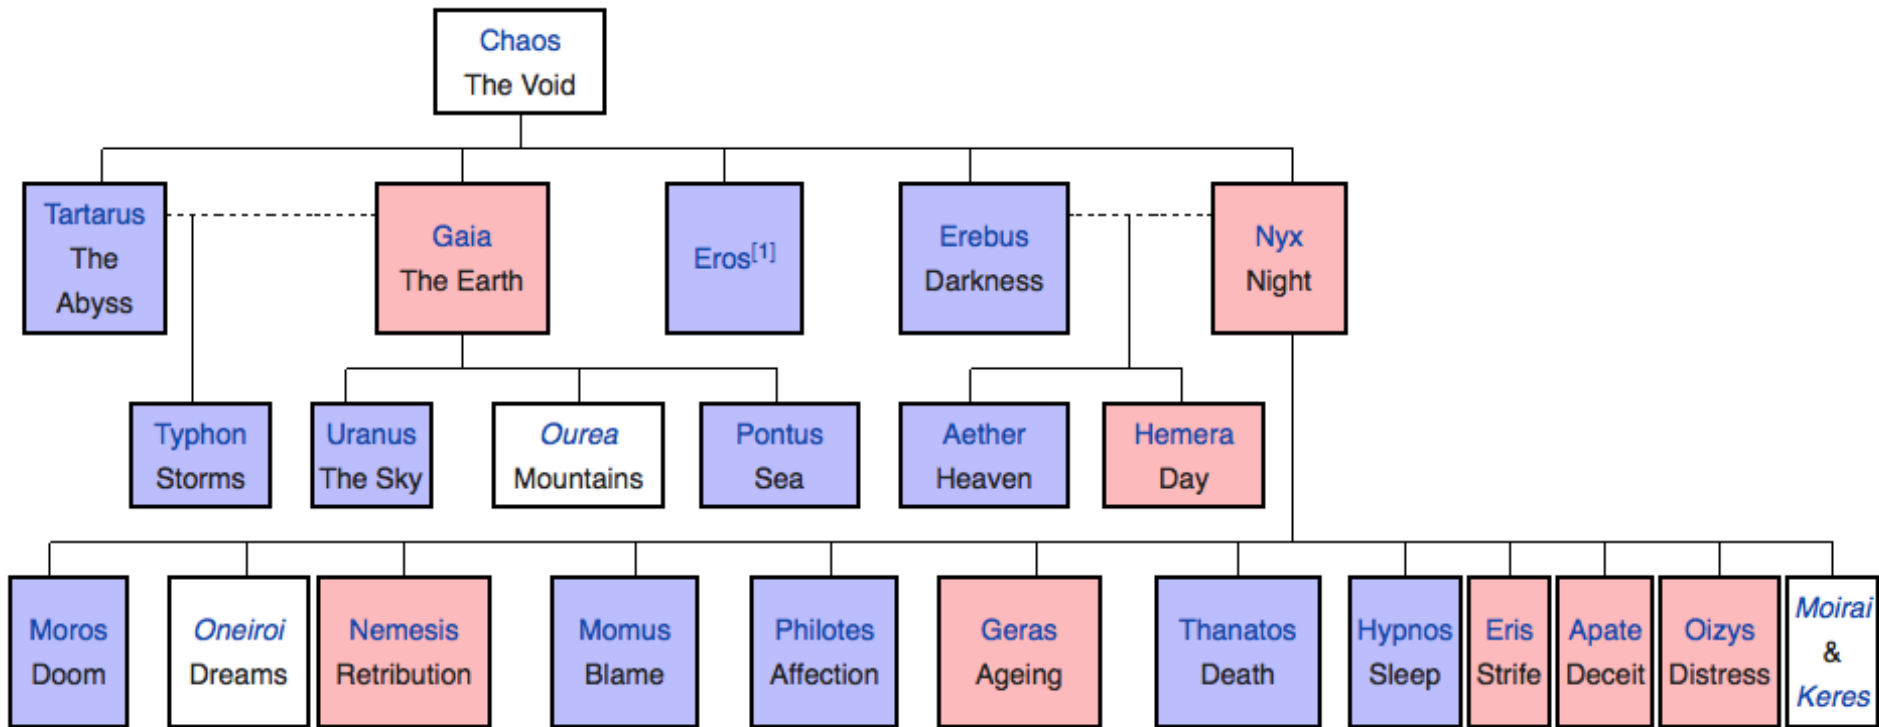 Chaos
The Void
Tartarus
The
Abyss
Gaia
The Earth
Eros[1]
Erebus
Darkness
Nyx
Night
Typhon
Storms
Uranus
The Sky
Ourea
Mountains
Pontus
Sea
Aether
Heaven
Hemera
Day
Moros
Doom
Oneiroi
Dreams
Nemesis
Retribution
Momus
Blame
Philotes
Affection
Geras
Ageing
Thanatos
Death
Hypnos
Sleep
Eris
Strife
Apate
Deceit
Oizys
Distress
Moirai
&
Keres